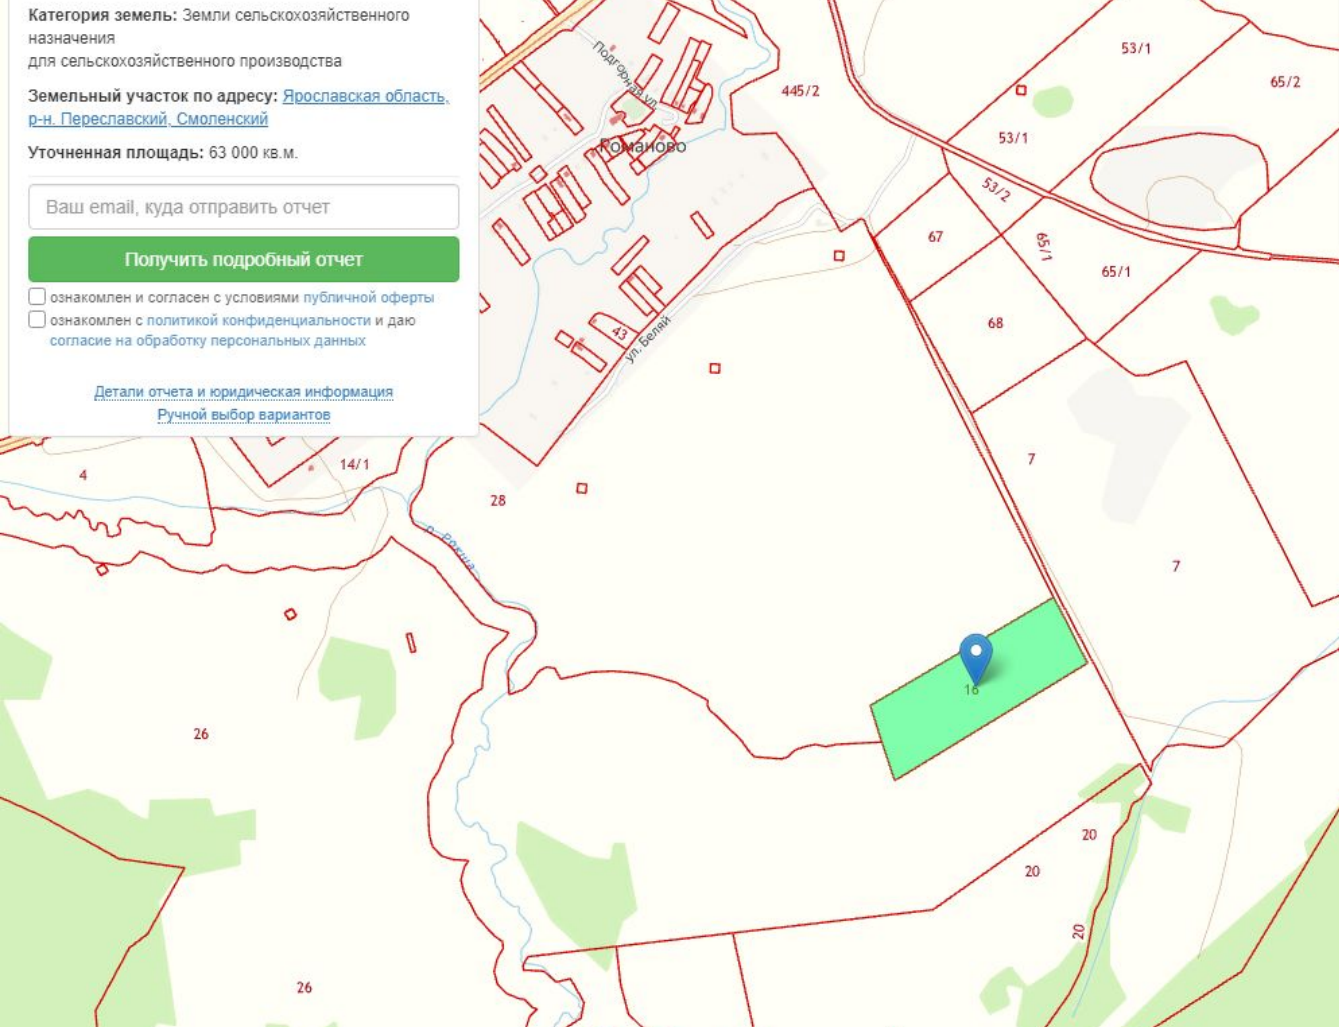 Категория земель: Земли сельскохозяйственного
назначения
для сельскохозяйственного производства
Земельный участок по адресу: Ярославская область,
р-н. Переславский, Смоленский
Уточненная площадь: 63 000 кв.м.
Ваш email, куда отправить отчет
Получить подробный отчет
ознакомлен и согласен с условиями публичной оферты
ознакомлен с политикой конфиденциальности и даю
согласие на обработку персональных данных
Детали отчета и юридическая информация
Ручной выбор вариантов
Подгорная ул.
Романово
445/2
53/1
65/2
53/1
53/2
67
65/1
65/1
68
43
ул. Беляй
4
14/1
28
7
р. Рокша
7
16
26
20
20
20
26